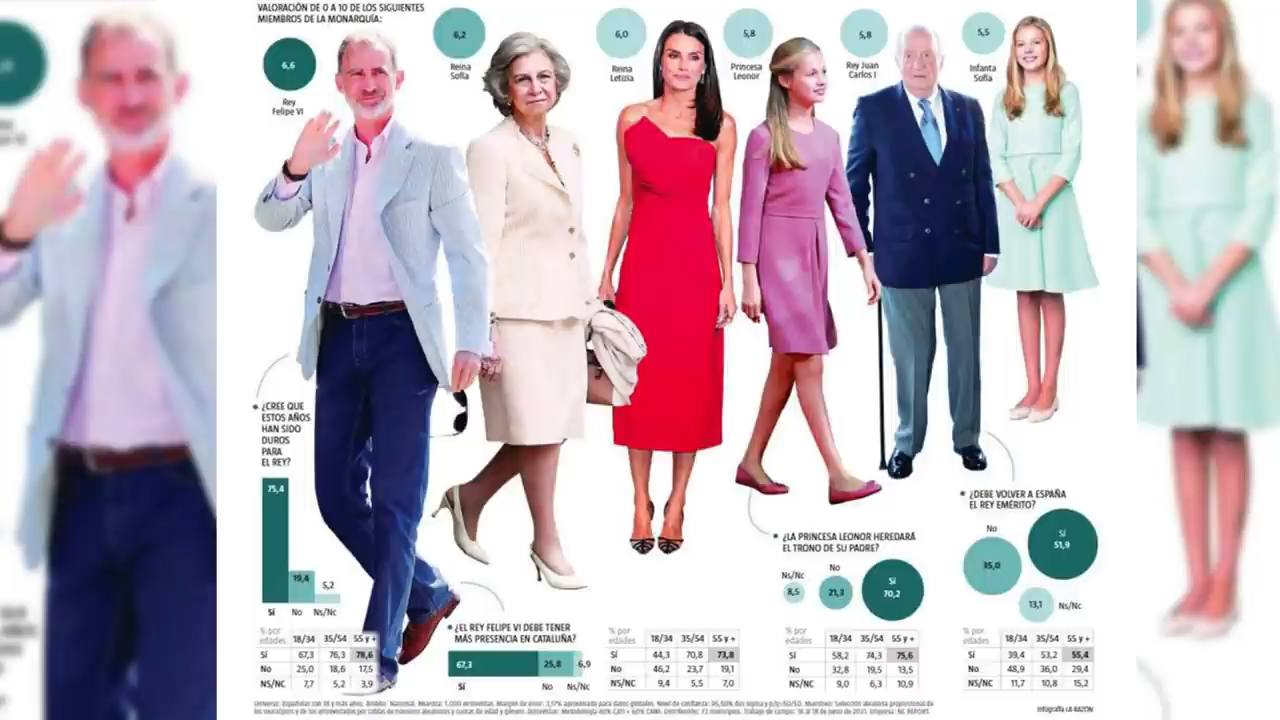 VALORACIÓN DE 0 A 10 DE LOS SIGUIENTES
MIEMBROS DE LA MONARQUÍA:
6,6
Rey
Felipe VI
6,2
Reina
Sofía
6,0
Reina
Letizia
5,8
Princesa
Leonor
5,8
Rey Juan
Carlos I
5,5
Infanta
Sofía
¿CREE QUE
ESTOS AÑOS
HAN SIDO
DUROS
PARA
EL REY?
75,4
19,4
5,2
Sí No Ns/Nc
% por edades 18/34 35/54 55 y +
Sí 67,3 76,3 78,6
No 25,0 18,6 17,5
NS/NC 7,7 5,2 3,9
¿EL REY FELIPE VI DEBE TENER
MÁS PRESENCIA EN CATALUÑA?
67,3 25,8 6,9
Sí No Ns/Nc
% por edades 18/34 35/54 55 y +
Sí 44,3 70,8 73,8
No 46,2 23,7 19,1
NS/NC 9,4 5,5 7,0
¿LA PRINCESA LEONOR HEREDARÁ
EL TRONO DE SU PADRE?
Ns/Nc
8,5
No
21,3
Sí
70,2
% por edades 18/34 35/54 55 y +
Sí 58,2 74,3 75,6
No 32,8 19,5 13,5
NS/NC 9,0 6,3 10,9
¿DEBE VOLVER A ESPAÑA
EL REY EMÉRITO?
No
35,0
Sí
51,9
13,1 Ns/Nc
% por edades 18/34 35/54 55 y +
Sí 39,4 53,2 55,4
No 48,9 36,0 29,4
NS/NC 11,7 10,8 15,2
Infografía LA RAZÓN